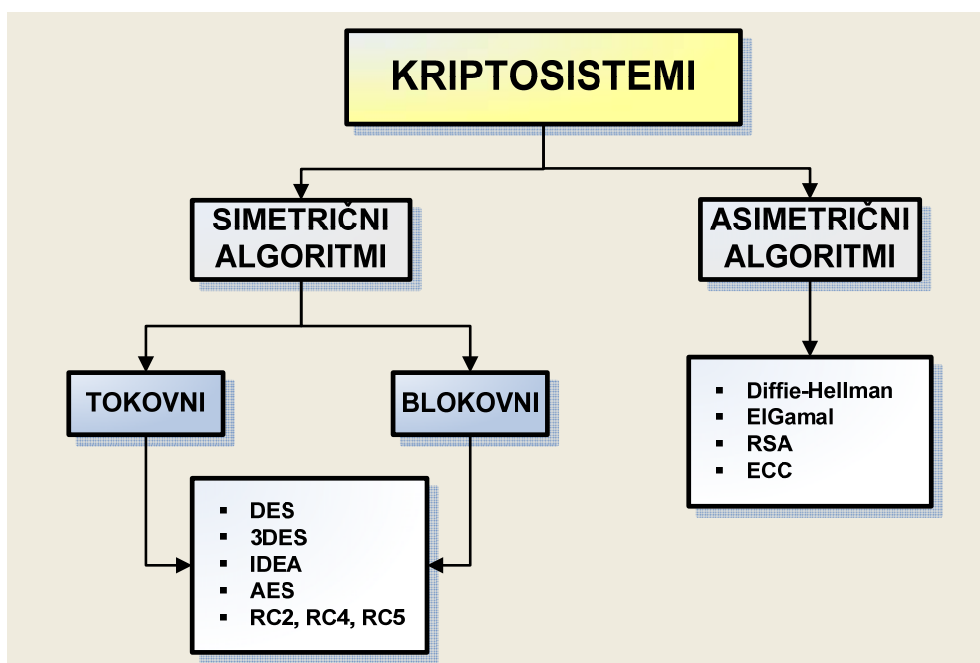 KRIPTOSISTEMI
SIMETRIČNI
ALGORITMI
ASIMETRIČNI
ALGORITMI
TOKOVNI
BLOKOVNI
▪ Diffie-Hellman
▪ ElGamal
▪ RSA
▪ ECC
▪ DES
▪ 3DES
▪ IDEA
▪ AES
▪ RC2, RC4, RC5